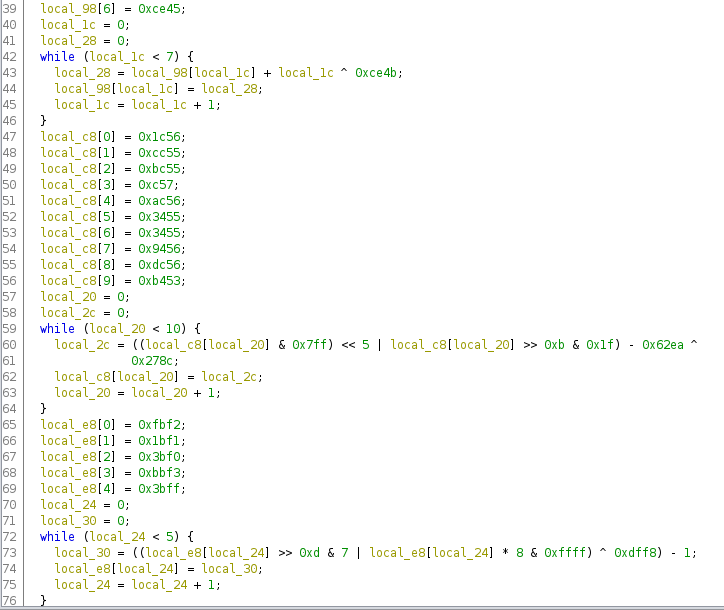 39 local_98[6] = 0xce45;
40 local_1c = 0;
41 local_28 = 0;
42 while (local_1c < 7) {
43 local_28 = local_98[local_1c] + local_1c ^ 0xce4b;
44 local_98[local_1c] = local_28;
45 local_1c = local_1c + 1;
46 }
47 local_c8[0] = 0x1c56;
48 local_c8[1] = 0xcc55;
49 local_c8[2] = 0xbc55;
50 local_c8[3] = 0xc57;
51 local_c8[4] = 0xac56;
52 local_c8[5] = 0x3455;
53 local_c8[6] = 0x3455;
54 local_c8[7] = 0x9456;
55 local_c8[8] = 0xdc56;
56 local_c8[9] = 0xb453;
57 local_20 = 0;
58 local_2c = 0;
59 while (local_20 < 10) {
60 local_2c = ((local_c8[local_20] & 0x7ff) << 5 | local_c8[local_20] >> 0xb & 0x1f) - 0x62ea ^
61 0x278c;
62 local_c8[local_20] = local_2c;
63 local_20 = local_20 + 1;
64 }
65 local_e8[0] = 0xfbf2;
66 local_e8[1] = 0x1bf1;
67 local_e8[2] = 0x3bf0;
68 local_e8[3] = 0xbbf3;
69 local_e8[4] = 0x3bff;
70 local_24 = 0;
71 local_30 = 0;
72 while (local_24 < 5) {
73 local_30 = ((local_e8[local_24] >> 0xd & 7 | local_e8[local_24] * 8 & 0xffff) ^ 0xdff8) - 1;
74 local_e8[local_24] = local_30;
75 local_24 = local_24 + 1;
76 }